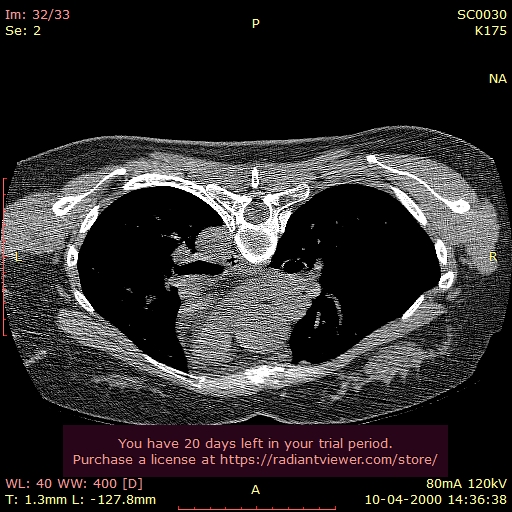 Im: 32/33
Se: 2
P
SC0030
K175
NA
L
R
You have 20 days left in your trial period.
Purchase a license at https://radiantviewer.com/store/
WL: 40 WW: 400 [D]
T: 1.3mm L: -127.8mm
A
80mA 120kV
10-04-2000 14:36:38